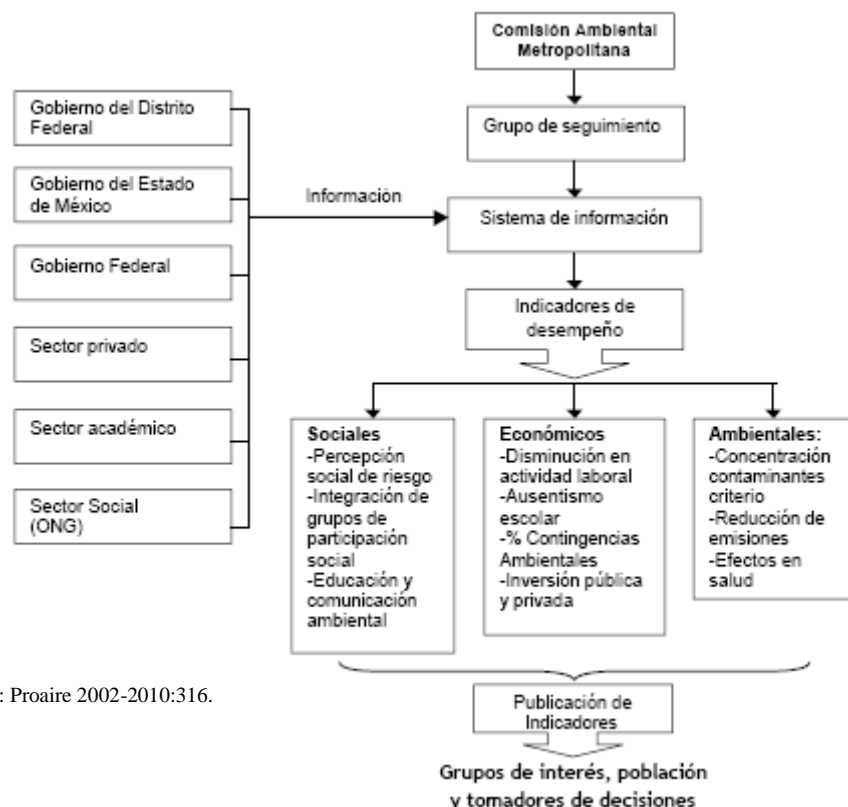 Comisión Ambiental
Metropolitana
Grupo de seguimiento
Gobierno del Distrito
Federal
Gobierno del Estado
de México
Gobierno Federal
Sector privado
Sector académico
Sector Social
(ONG)
Información
Sistema de información
Indicadores de
desempeño
Sociales
-Percepción
social de riesgo
-Integración de
grupos de
participación
social
-Educación y
comunicación
ambiental
Económicos
-Disminución en
actividad laboral
-Ausentismo
escolar
-% Contingencias
Ambientales
-Inversión pública
y privada
Ambientales:
-Concentración
contaminantes
criterio
-Reducción de
emisiones
-Efectos en
salud
: Proaire 2002-2010:316.
Publicación de
Indicadores
Grupos de interés, población
y tomadores de decisiones